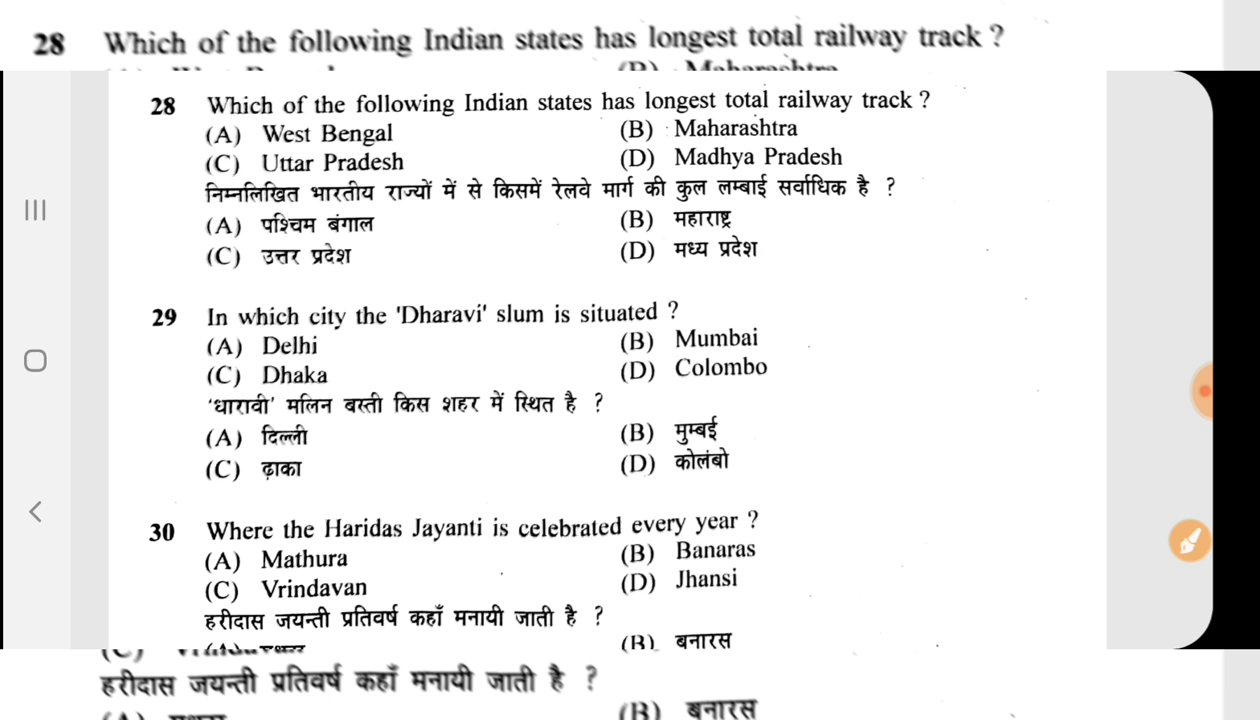 28 Which of the following Indian states has longest total railway track ?
28 Which of the following Indian states has longest total railway track ?
(A) West Bengal (B) Maharashtra
(C) Uttar Pradesh (D) Madhya Pradesh
निम्नलिखित भारतीय राज्यों में से किसमें रेलवे मार्ग की कुल लम्बाई सर्वाधिक है ?
(A) पश्चिम बंगाल (B) महाराष्ट्र
(C) उत्तर प्रदेश (D) मध्य प्रदेश
29 In which city the 'Dharavi' slum is situated ?
(A) Delhi (B) Mumbai
(C) Dhaka (D) Colombo
'धारावी' मलिन बस्ती किस शहर में स्थित है ?
(A) दिल्ली (B) मुम्बई
(C) ढ़ाका (D) कोलंबो
30 Where the Haridas Jayanti is celebrated every year ?
(A) Mathura (B) Banaras
(C) Vrindavan (D) Jhansi
हरीदास जयन्ती प्रतिवर्ष कहाँ मनायी जाती है ?
(B) बनारस
हरीदास जयन्ती प्रतिवर्ष कहाँ मनायी जाती है ?
(B) बनारस